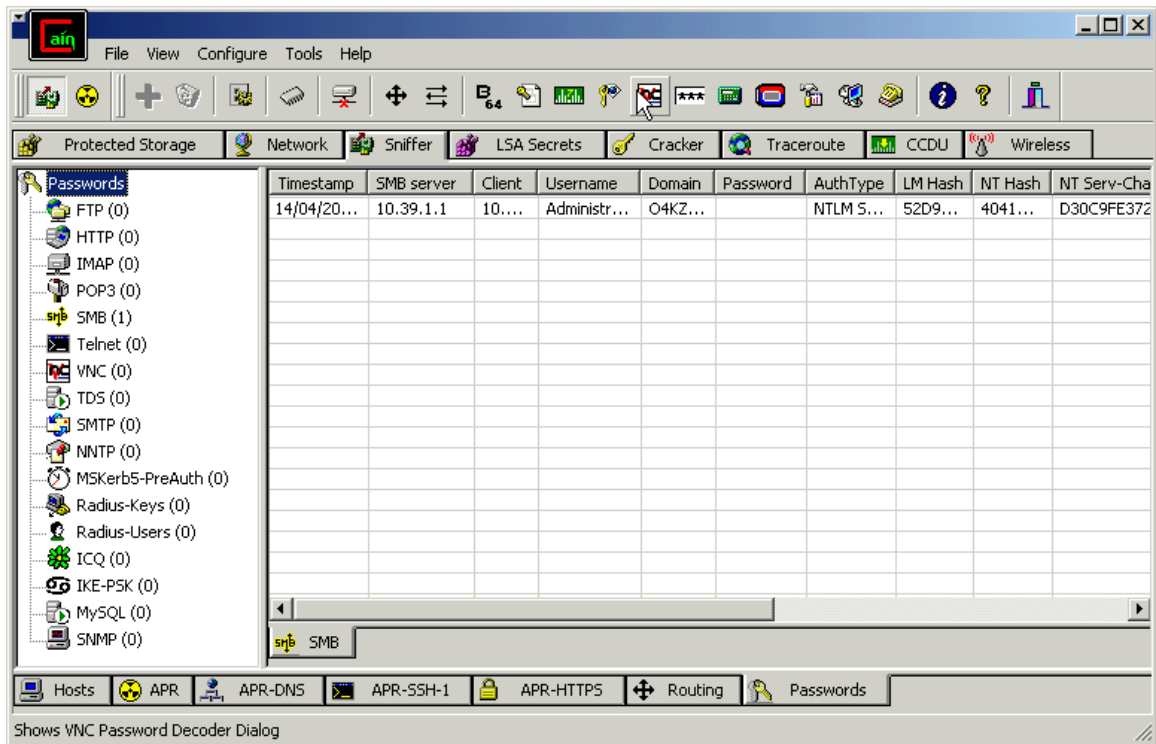 Cain
File View Configure Tools Help
B 64
***
Protected Storage Network Sniffer LSA Secrets Cracker Traceroute CCDU Wireless
Passwords
FTP (0)
HTTP (0)
IMAP (0)
POP3 (0)
SMB (1)
Telnet (0)
VNC (0)
TDS (0)
SMTP (0)
NNTP (0)
MSKerb5-PreAuth (0)
Radius-Keys (0)
Radius-Users (0)
ICQ (0)
IKE-PSK (0)
MySQL (0)
SNMP (0)
Timestamp SMB server Client Username Domain Password AuthType LM Hash NT Hash NT Serv-Cha
14/04/20... 10.39.1.1 10.... Administr... O4KZ... NTLM S... 52D9... 4041... D30C9FE372
SMB
Hosts APR APR-DNS APR-SSH-1 APR-HTTPS Routing Passwords
Shows VNC Password Decoder Dialog